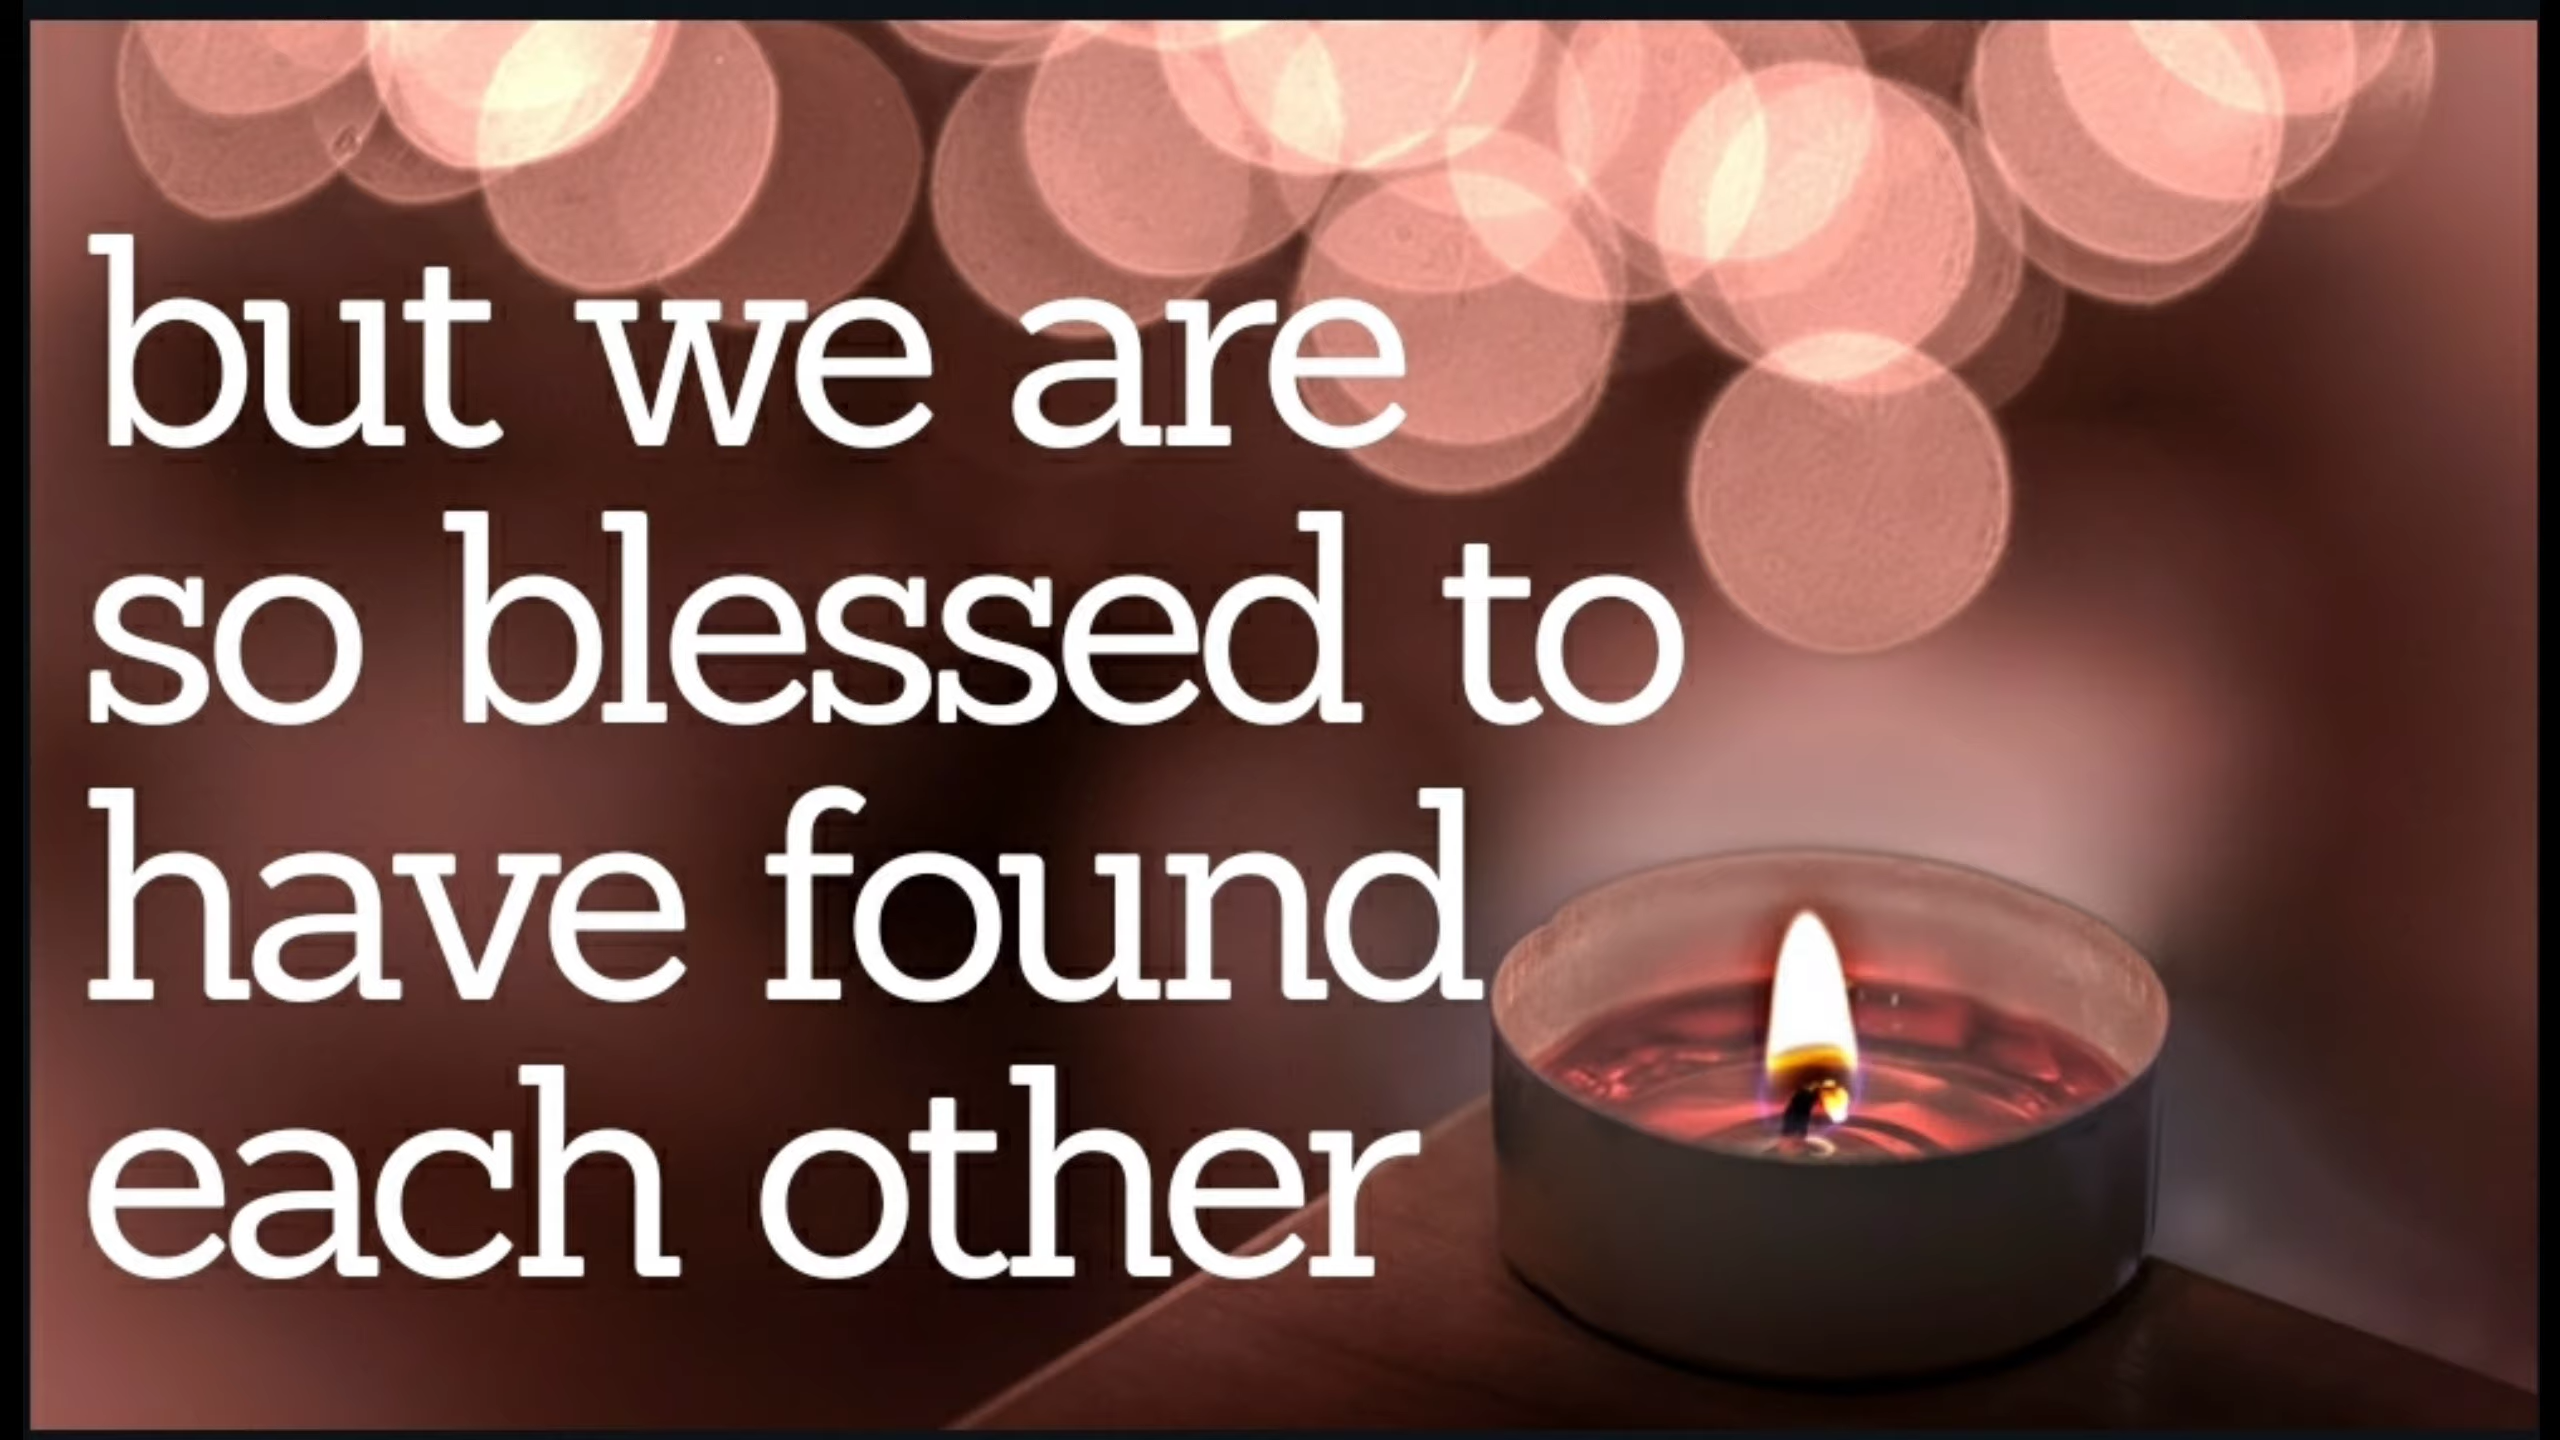 but we are
so blessed to
have found
each other